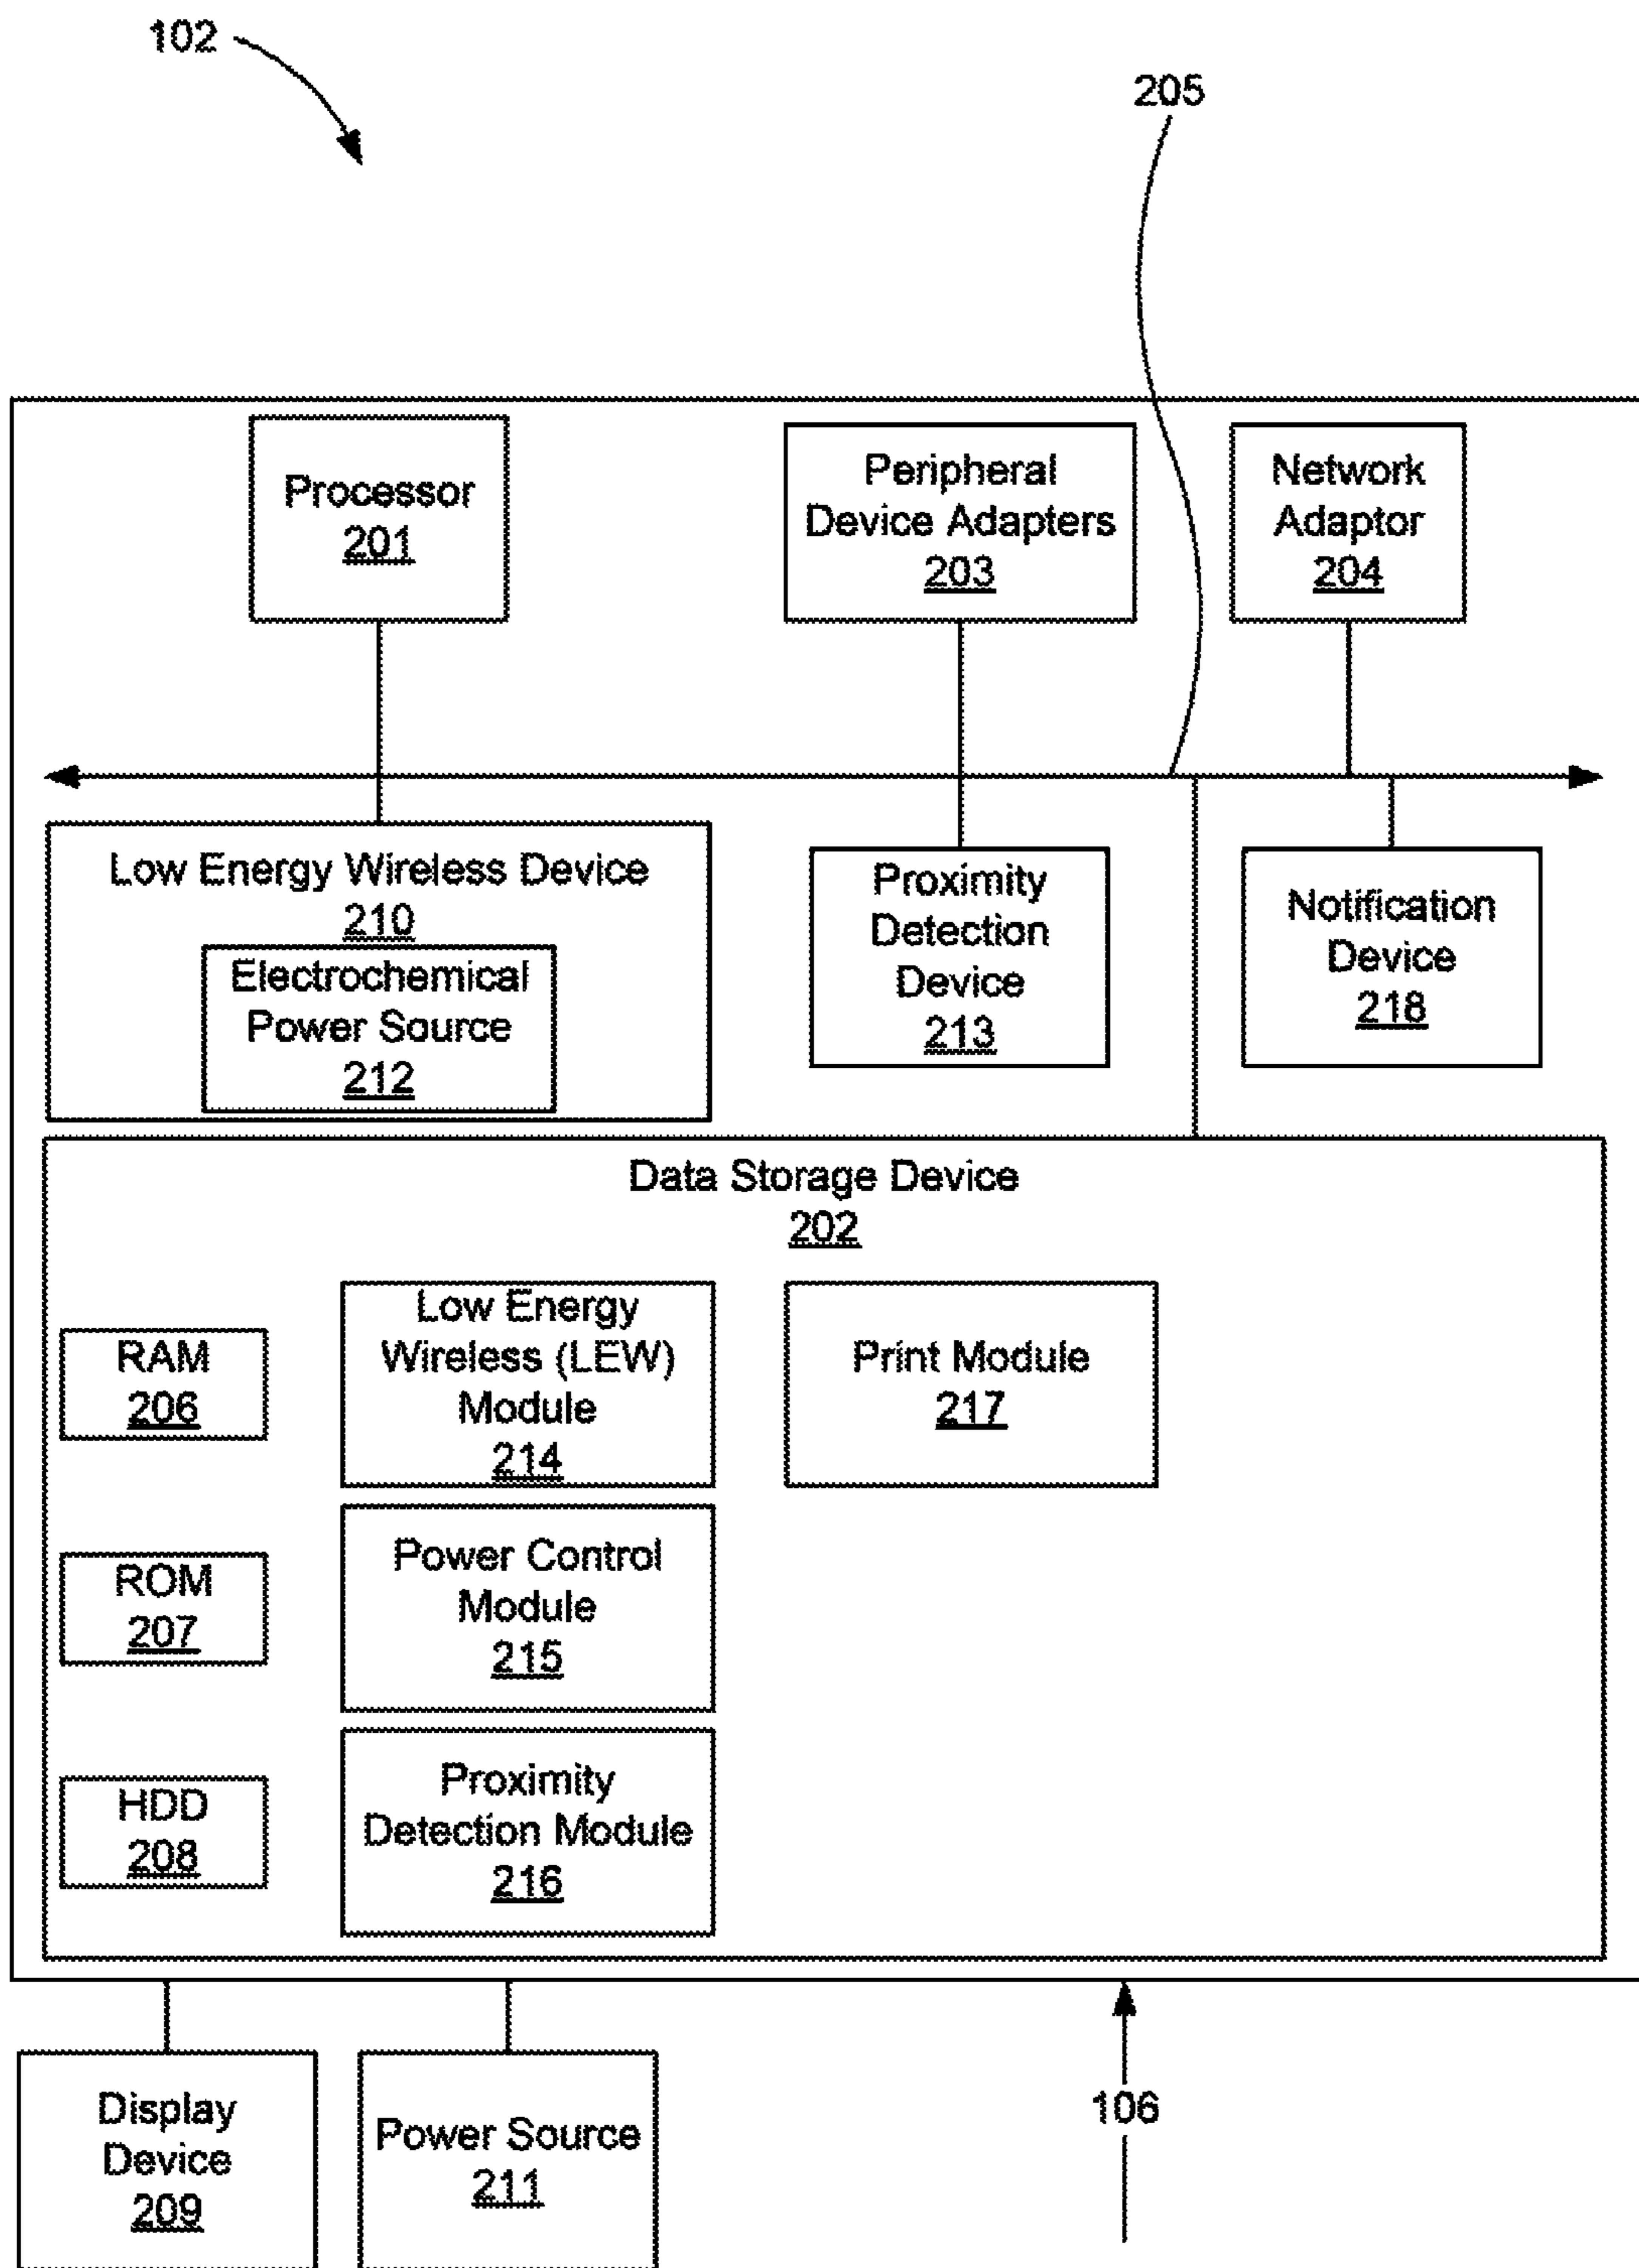 102
205
Processor
201
Peripheral
Device Adapters
203
Network
Adaptor
204
Low Energy Wireless Device
210
Electrochemical
Power Source
212
Proximity
Detection
Device
213
Notification
Device
218
Data Storage Device
202
RAM
206
Low Energy
Wireless (LEW)
Module
214
Print Module
217
ROM
207
Power Control
Module
215
HDD
208
Proximity
Detection Module
216
Display
Device
209
Power Source
211
106